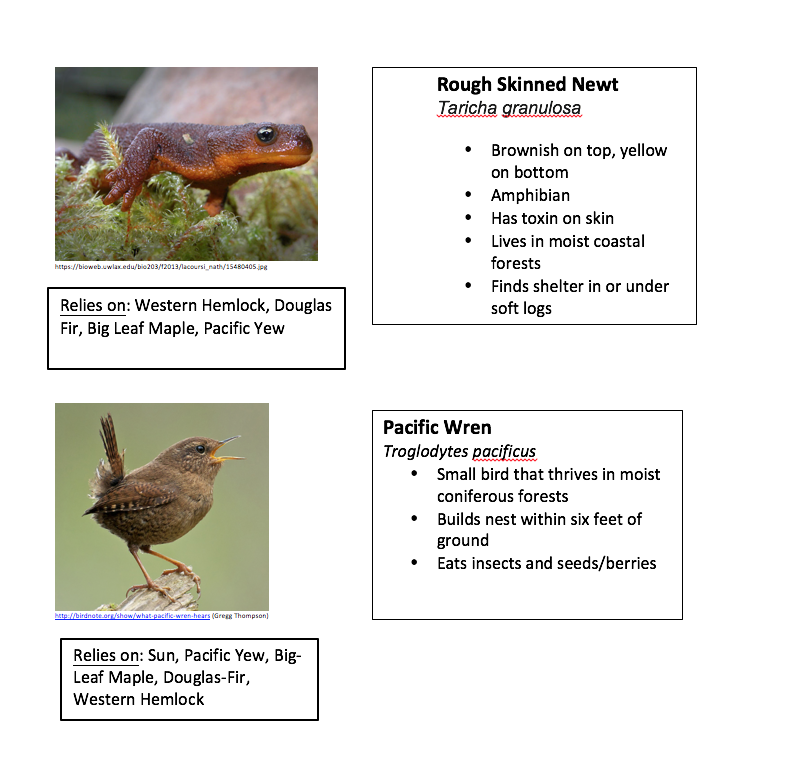 Rough Skinned Newt
Taricha granulosa
• Brownish on top, yellow
on bottom
• Amphibian
• Has toxin on skin
• Lives in moist coastal
forests
• Finds shelter in or under
soft logs
https://bioweb.uwlax.edu/bio203/f2013/lacoursi_nath/15480405.jpg
Relies on: Western Hemlock, Douglas
Fir, Big Leaf Maple, Pacific Yew
Pacific Wren
Troglodytes pacificus
• Small bird that thrives in moist
coniferous forests
• Builds nest within six feet of
ground
• Eats insects and seeds/berries
http://birdnote.org/show/what-pacific-wren-hears (Gregg Thompson)
Relies on: Sun, Pacific Yew, Big-
Leaf Maple, Douglas-Fir,
Western Hemlock